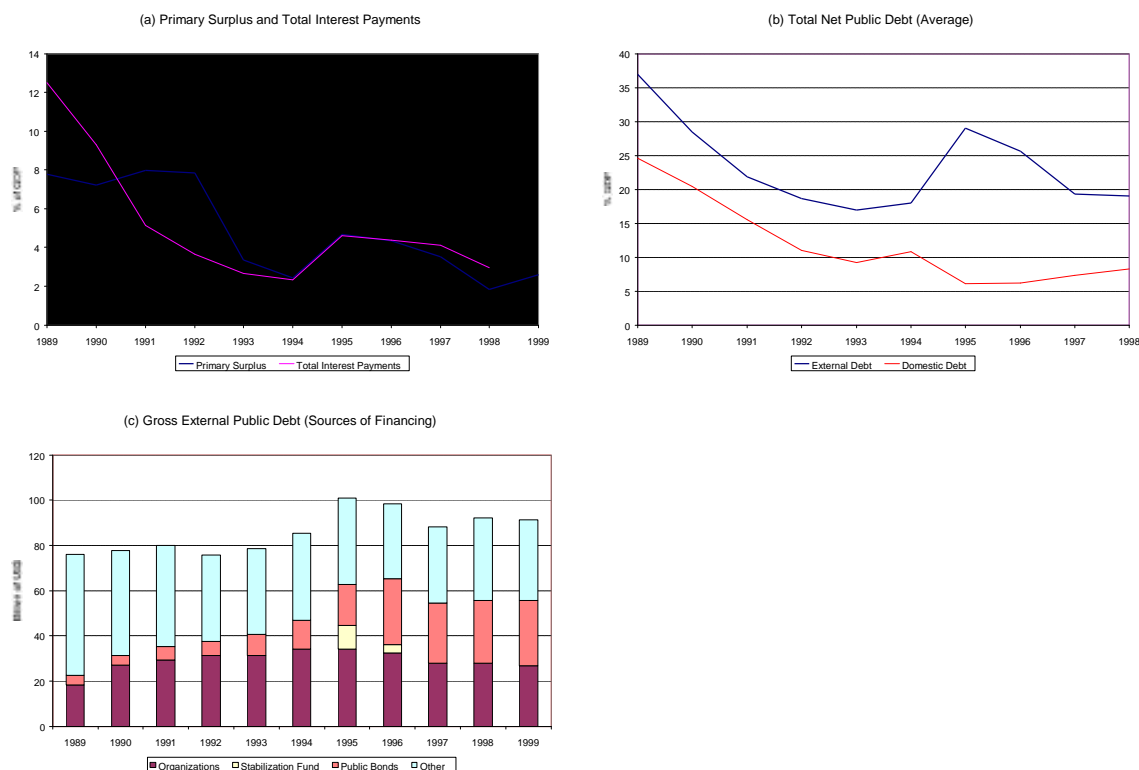 (a) Primary Surplus and Total Interest Payments
14
12
10
8
6
4
2
0
% of GDP
1989 1990 1991 1992 1993 1994 1995 1996 1997 1998 1999
Primary Surplus Total Interest Payments
(b) Total Net Public Debt (Average)
40
35
30
25
20
15
10
5
0
1989 1990 1991 1992 1993 1994 1995 1996 1997 1998
External Debt Domestic Debt
(c) Gross External Public Debt (Sources of Financing)
120
100
80
60
40
20
0
1989 1990 1991 1992 1993 1994 1995 1996 1997 1998 1999
Organizations Stabilization Fund Public Bonds Other